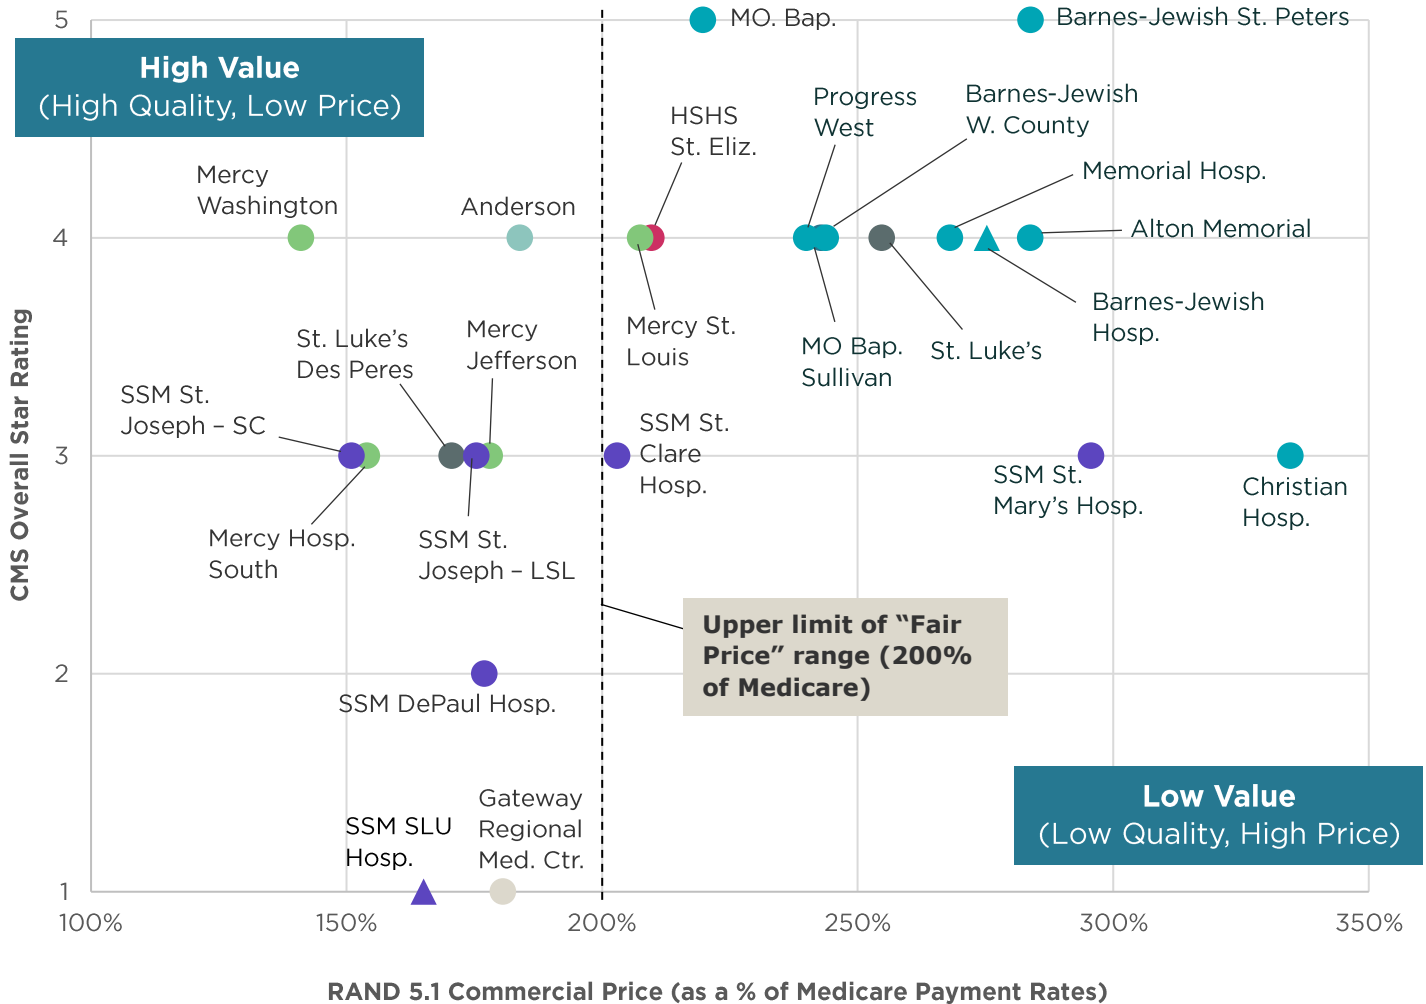 5
MO. Bap.
Barnes-Jewish St. Peters
High Value
(High Quality, Low Price)
HSHS
St. Eliz.
Progress
West
Barnes-Jewish
W. County
Memorial Hosp.
Mercy
Washington
Anderson
4
Alton Memorial
Barnes-Jewish
Hosp.
St. Luke’s
Des Peres
Mercy
Jefferson
Mercy St.
Louis
MO Bap.
Sullivan
St. Luke’s
SSM St.
Joseph – SC
3
SSM St.
Clare
Hosp.
SSM St.
Mary’s Hosp.
Christian
Hosp.
Mercy Hosp.
South
SSM St.
Joseph – LSL
CMS Overall Star Rating
Upper limit of “Fair
Price” range (200%
of Medicare)
2
SSM DePaul Hosp.
Low Value
(Low Quality, High Price)
SSM SLU
Hosp.
Gateway
Regional
Med. Ctr.
1
100%
150%
200%
250%
300%
350%
RAND 5.1 Commercial Price (as a % of Medicare Payment Rates)